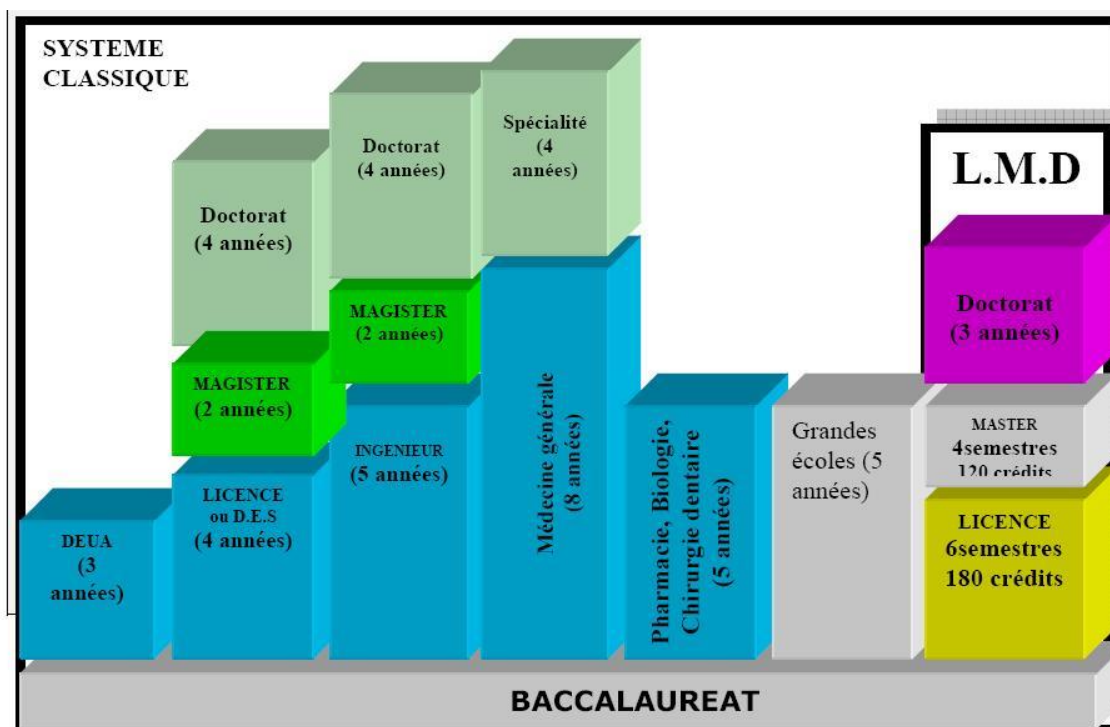 SYSTEME
CLASSIQUE
DEUA
(3
années)
Doctorat
(4 années)
MAGISTER
(2 années)
LICENCE
ou D.E.S
(4 années)
Doctorat
(4 années)
MAGISTER
(2 années)
INGENIEUR
(5 années)
Spécialité
(4
années)
Médecine générale
(8 années)
Pharmacie, Biologie,
Chirurgie dentaire
(5 années)
Grandes
écoles (5
années)
L.M.D
Doctorat
(3 années)
MASTER
4semestres
120 crédits
LICENCE
6semestres
180 crédits
BACCALAUREAT